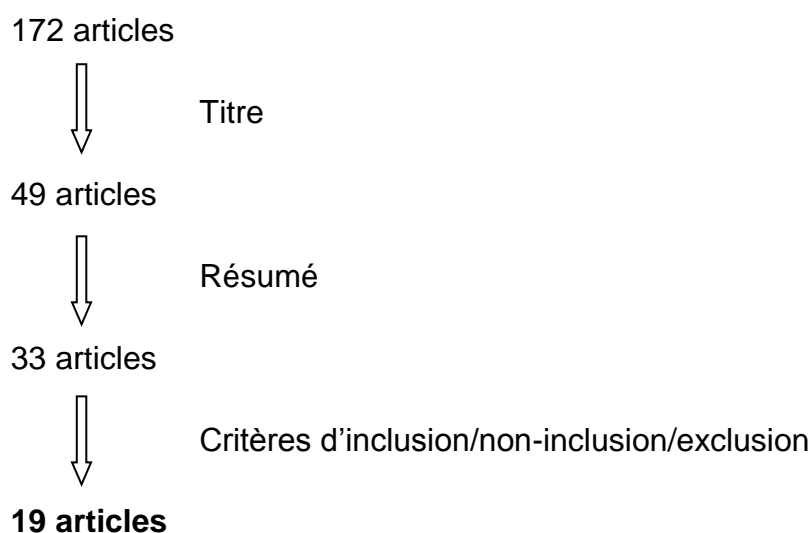 172 articles
Titre
49 articles
Résumé
33 articles
Critères d’inclusion/non-inclusion/exclusion
19 articles